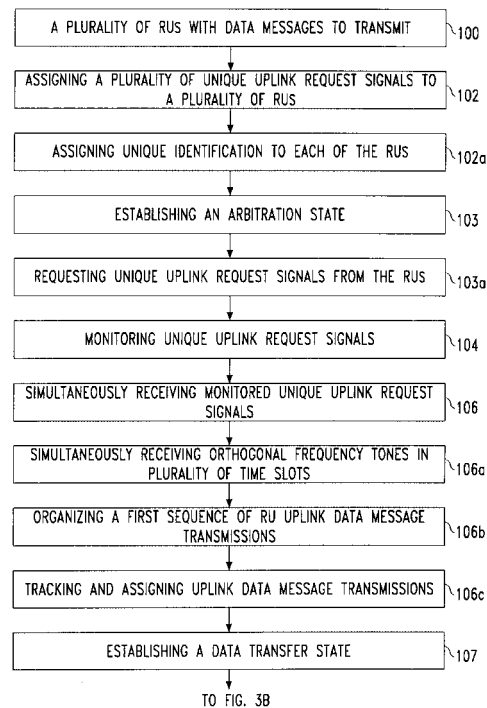 A PLURALITY OF RUS WITH DATA MESSAGES TO TRANSMIT
100
ASSIGNING A PLURALITY OF UNIQUE UPLINK REQUEST SIGNALS TO
A PLURALITY OF RUS
102
ASSIGNING UNIQUE IDENTIFICATION TO EACH OF THE RUS
102a
ESTABLISHING AN ARBITRATION STATE
103
REQUESTING UNIQUE UPLINK REQUEST SIGNALS FROM THE RUS
103a
MONITORING UNIQUE UPLINK REQUEST SIGNALS
104
SIMULTANEOUSLY RECEIVING MONITORED UNIQUE UPLINK REQUEST
SIGNALS
106
SIMULTANEOUSLY RECEIVING ORTHOGONAL FREQUENCY TONES IN
PLURALITY OF TIME SLOTS
106a
ORGANIZING A FIRST SEQUENCE OF RU UPLINK DATA MESSAGE
TRANSMISSIONS
106b
TRACKING AND ASSIGNING UPLINK DATA MESSAGE TRANSMISSIONS
106c
ESTABLISHING A DATA TRANSFER STATE
107
TO FIG. 3B